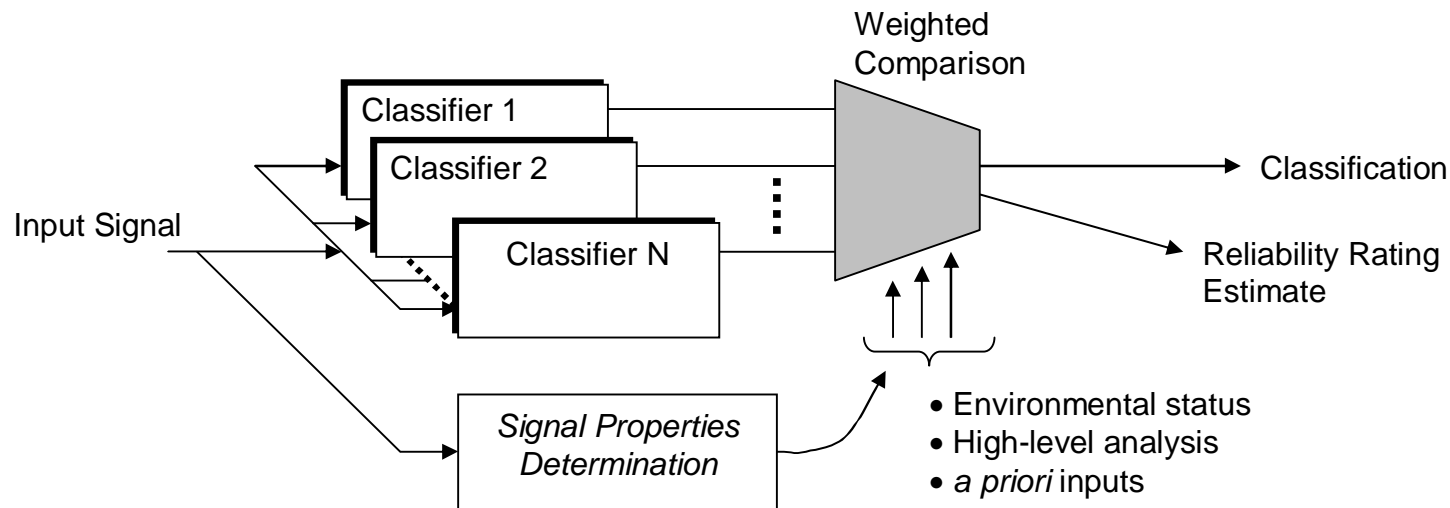 Weighted
Comparison
Classifier 1
Classifier 2
Classifier N
Input Signal
Classification
Reliability Rating
Estimate
Signal Properties
Determination
• Environmental status
• High-level analysis
• a priori inputs